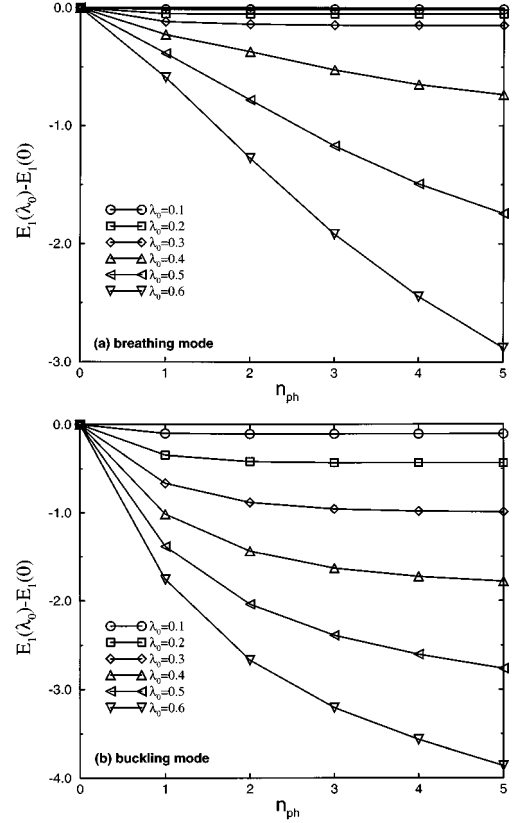 0.0
-1.0
-2.0
-3.0
E₁(λ₀)-E₁(0)
λ₀=0.1
λ₀=0.2
λ₀=0.3
λ₀=0.4
λ₀=0.5
λ₀=0.6
(a) breathing mode
0 1 2 3 4 5
nₚₕ
0.0
-1.0
-2.0
-3.0
-4.0
E₁(λ₀)-E₁(0)
λ₀=0.1
λ₀=0.2
λ₀=0.3
λ₀=0.4
λ₀=0.5
λ₀=0.6
(b) buckling mode
0 1 2 3 4 5
nₚₕ